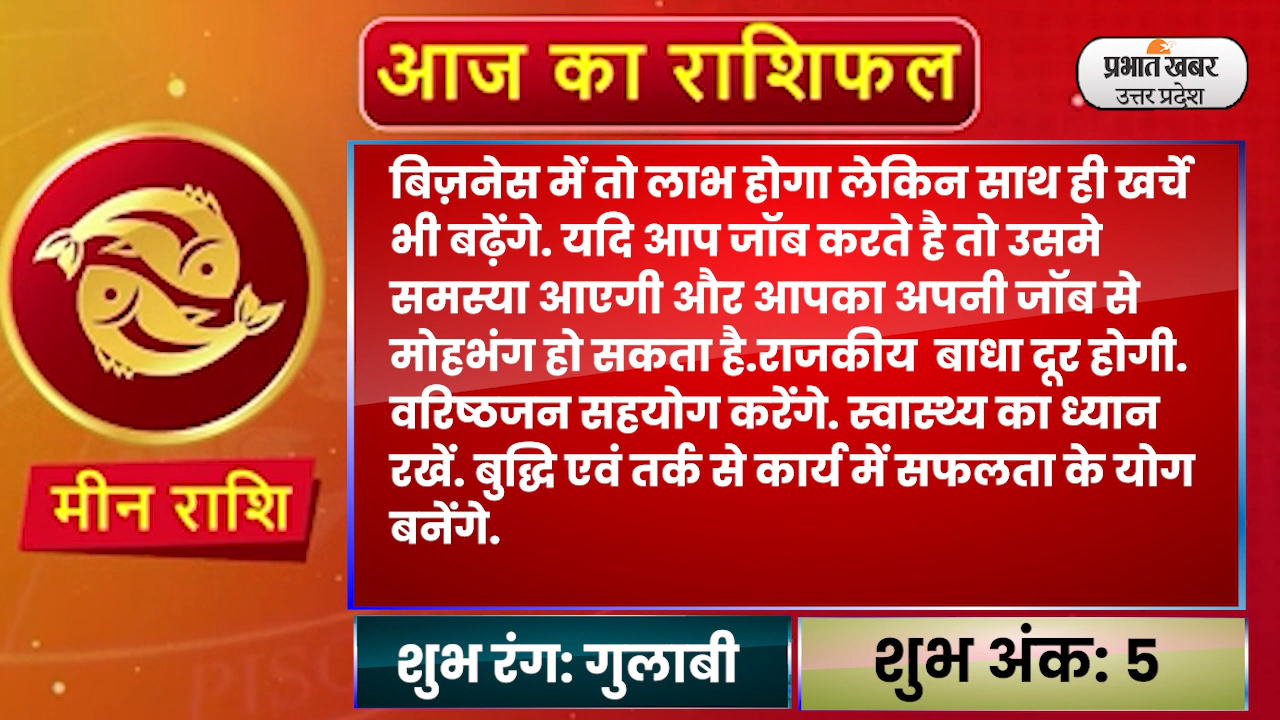 आज का राशिफल
प्रभात खबर
उत्तर प्रदेश
बिज़नेस में तो लाभ होगा लेकिन साथ ही खर्चे
भी बढ़ेंगे. यदि आप जॉब करते है तो उसमे
समस्या आएगी और आपका अपनी जॉब से
मोहभंग हो सकता है.राजकीय  बाधा दूर होगी.
वरिष्ठजन सहयोग करेंगे. स्वास्थ्य का ध्यान
रखें. बुद्धि एवं तर्क से कार्य में सफलता के योग
बनेंगे.
मीन राशि
शुभ रंग: गुलाबी
शुभ अंक: 5